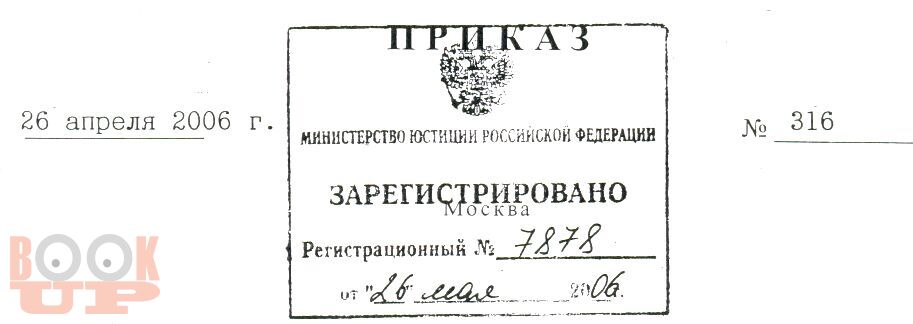 ПРИКАЗ
26 апреля 2006 г.
№ 316
МИНИСТЕРСТВО ЮСТИЦИИ РОССИЙСКОЙ ФЕДЕРАЦИИ
ЗАРЕГИСТРИРОВАНО
Москва
Регистрационный № 7878
от "26" мая 2006.
BOOK
UP